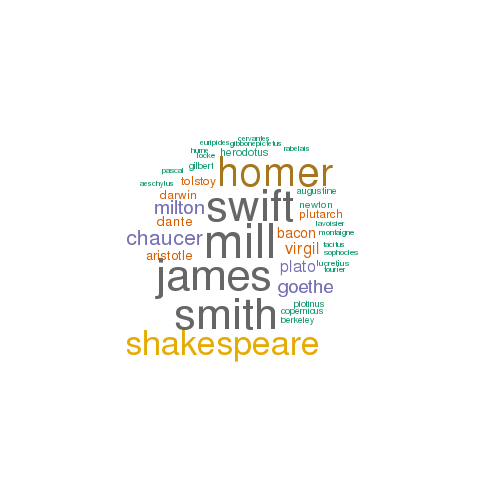 cervantes
euripides gibbon epictetus
hume rabelais
locke herodotus
gilbert homer
pascal
aeschylus tolstoy
darwin swift augustine
milton newton
dante plutarch
lavoisier
chaucer mill bacon montaigne
virgil tacitus
aristotle sophocles
james plato lucretius
fourier
goethe
smith plotinus
copernicus
berkeley
shakespeare